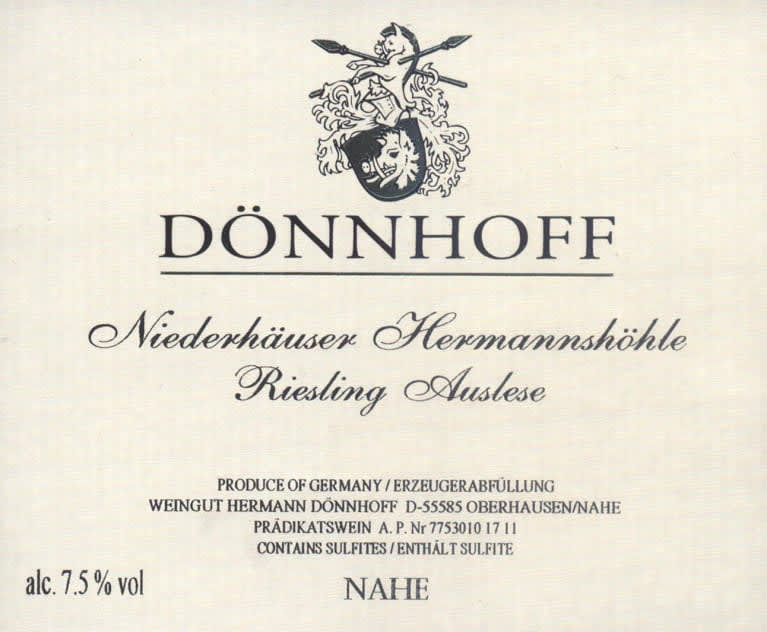 DÖNNHOFF
Niederhäuser Hermannshöhle
Riesling Auslese
PRODUCE OF GERMANY / ERZEUGERABFÜLLUNG
WEINGUT HERMANN DÖNNHOFF D-55585 OBERHAUSEN/NAHE
PRÄDIKATSWEIN A. P. Nr 7753010 17 11
CONTAINS SULFITES / ENTHÄLT SULFITE
alc. 7.5 % vol
NAHE